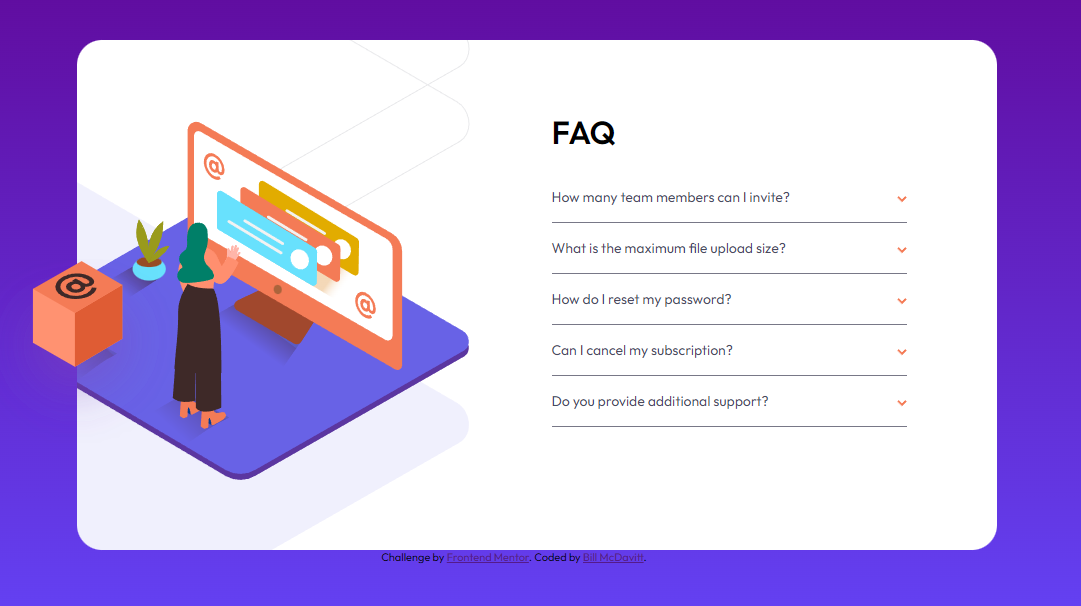 FAQ
How many team members can I invite?
What is the maximum file upload size?
How do I reset my password?
Can I cancel my subscription?
Do you provide additional support?
Challenge by Frontend Mentor. Coded by Bill McDavitt.